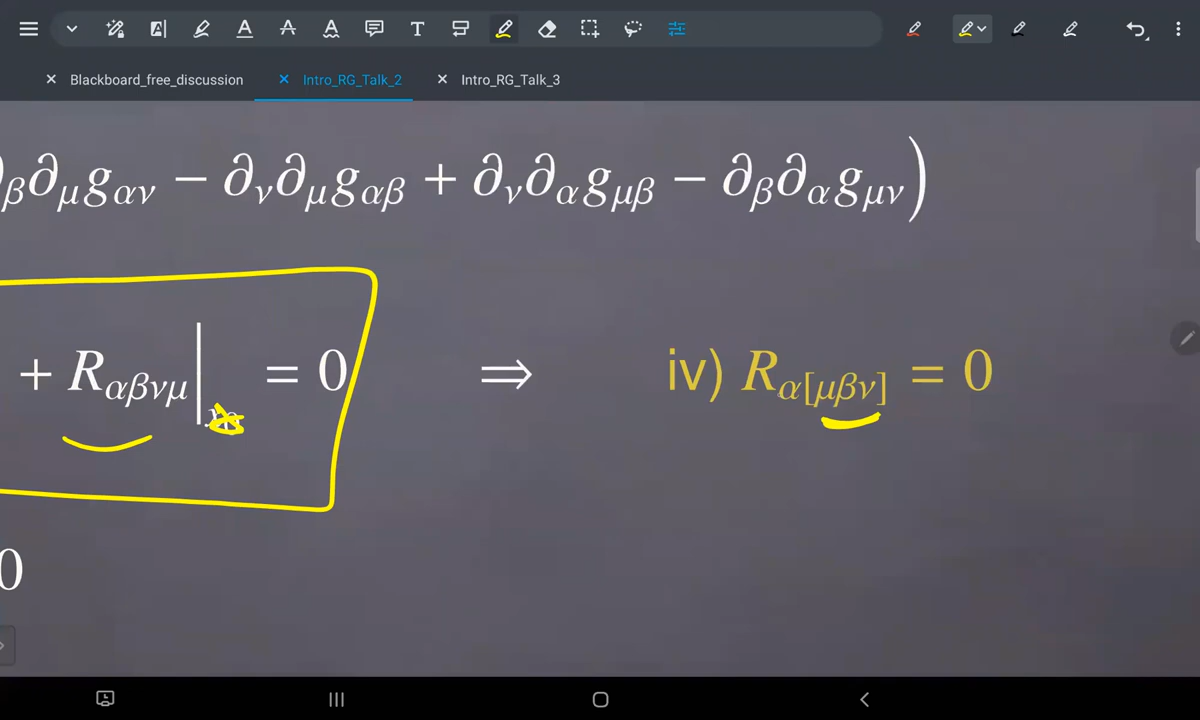 Blackboard_free_discussion Intro_RG_Talk_2 Intro_RG_Talk_3
β∂μgαν − ∂ν∂μgαβ + ∂ν∂αgμβ − ∂β∂αgμν)
+ Rαβνμ| = 0 ⇒ iv) Rα[μβν] = 0
0